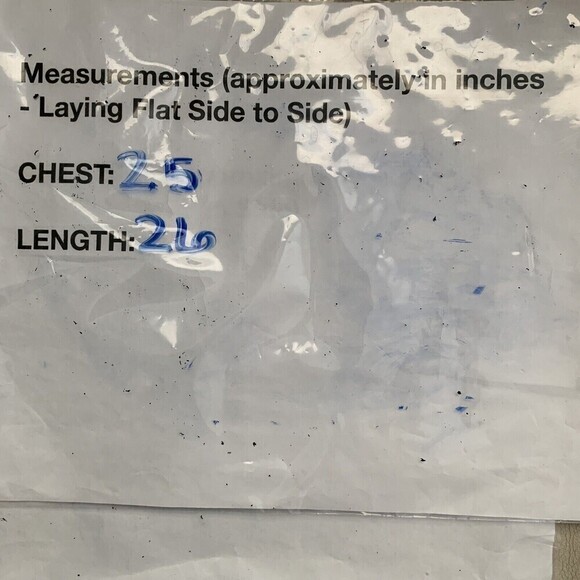 Measurements (approximately in inches
- Laying Flat Side to Side)
CHEST: 25
LENGTH: 26